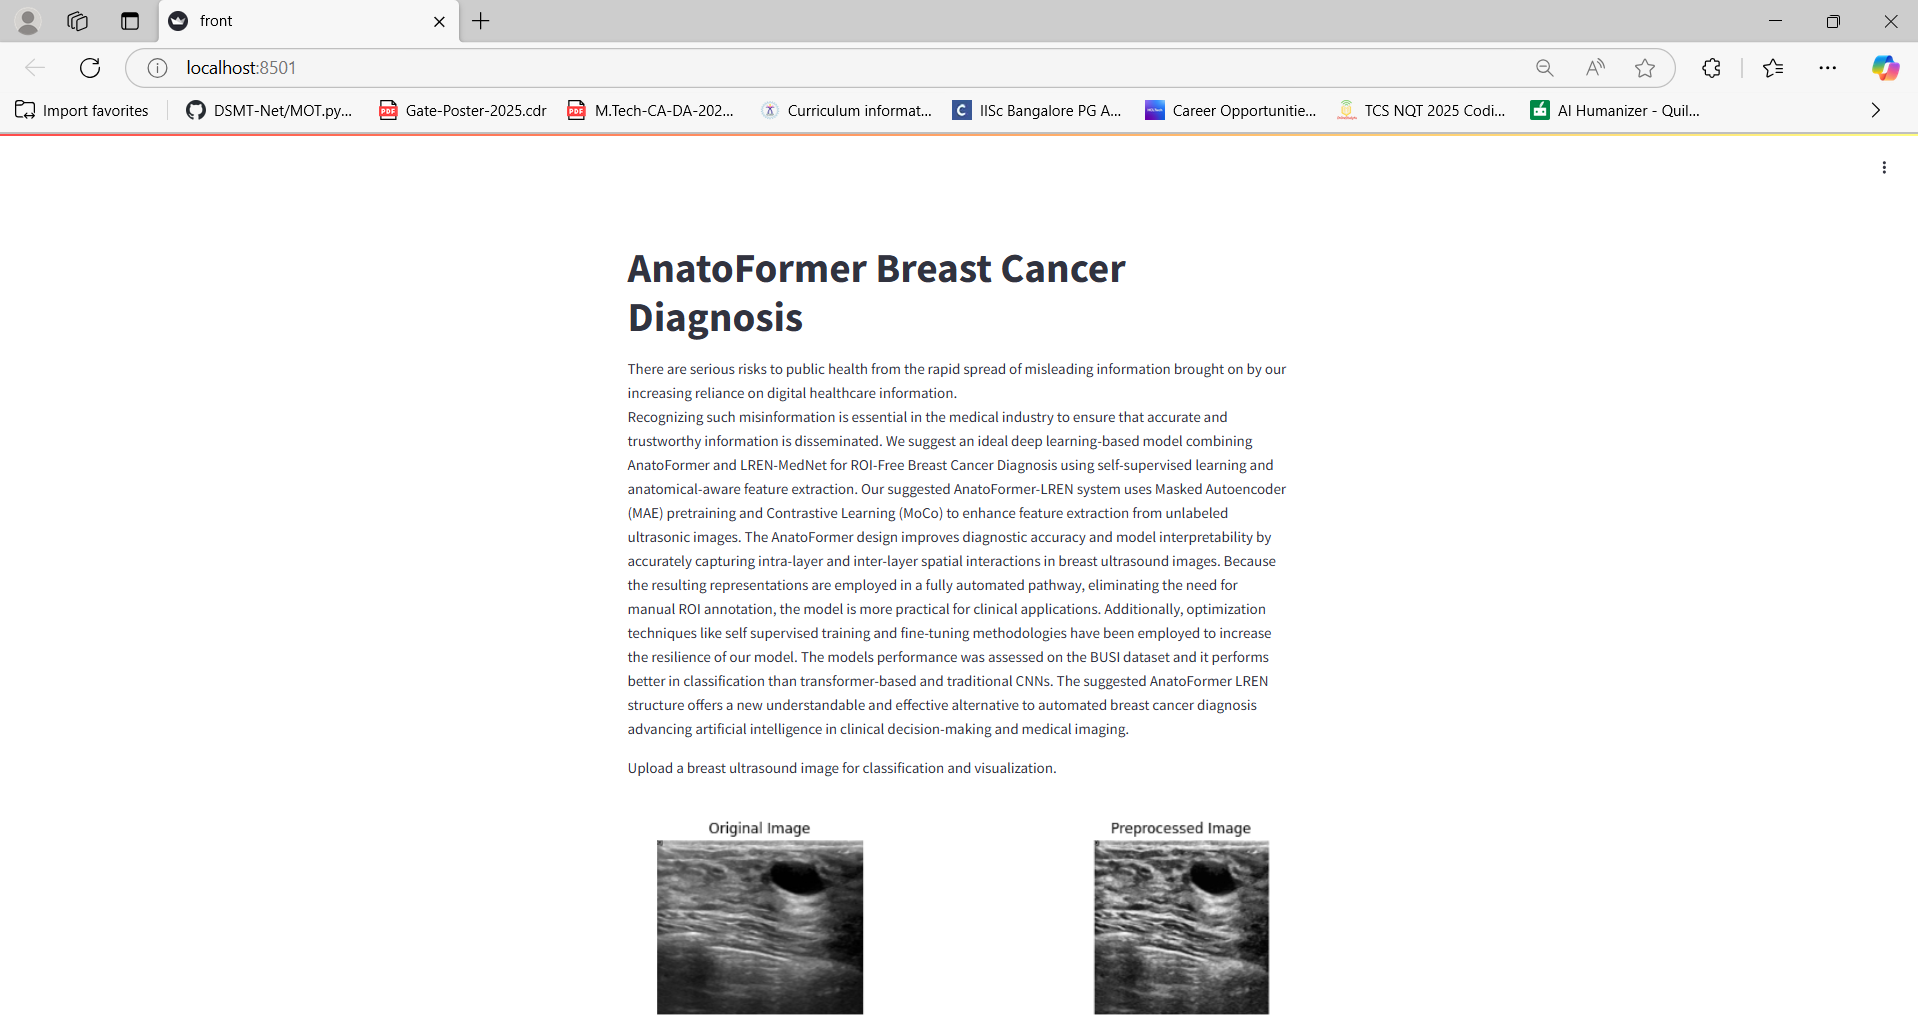 front
localhost:8501
Import favorites
DSMT-Net/MOT.py...
Gate-Poster-2025.cdr
M.Tech-CA-DA-202...
Curriculum informat...
IISc Bangalore PG A...
Career Opportunitie...
TCS NQT 2025 Codi...
AI Humanizer - Quil...
AnatoFormer Breast Cancer
Diagnosis
There are serious risks to public health from the rapid spread of misleading information brought on by our
increasing reliance on digital healthcare information.
Recognizing such misinformation is essential in the medical industry to ensure that accurate and
trustworthy information is disseminated. We suggest an ideal deep learning-based model combining
AnatoFormer and LREN-MedNet for ROI-Free Breast Cancer Diagnosis using self-supervised learning and
anatomical-aware feature extraction. Our suggested AnatoFormer-LREN system uses Masked Autoencoder
(MAE) pretraining and Contrastive Learning (MoCo) to enhance feature extraction from unlabeled
ultrasonic images. The AnatoFormer design improves diagnostic accuracy and model interpretability by
accurately capturing intra-layer and inter-layer spatial interactions in breast ultrasound images. Because
the resulting representations are employed in a fully automated pathway, eliminating the need for
manual ROI annotation, the model is more practical for clinical applications. Additionally, optimization
techniques like self supervised training and fine-tuning methodologies have been employed to increase
the resilience of our model. The models performance was assessed on the BUSI dataset and it performs
better in classification than transformer-based and traditional CNNs. The suggested AnatoFormer LREN
structure offers a new understandable and effective alternative to automated breast cancer diagnosis
advancing artificial intelligence in clinical decision-making and medical imaging.
Upload a breast ultrasound image for classification and visualization.
Original Image
Preprocessed Image